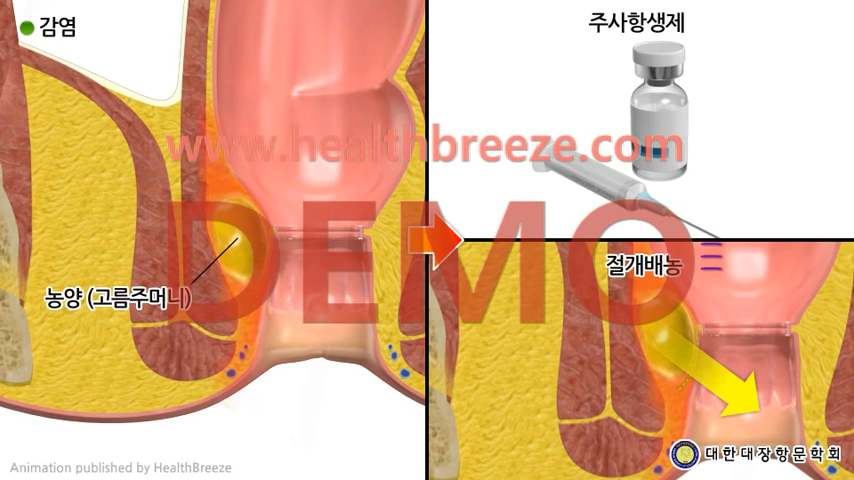 감염
주사항생제
www.healthbreeze.com
DEMO
절개배농
농양 (고름주머니)
대한대장항문학회
Animation published by HealthBreeze